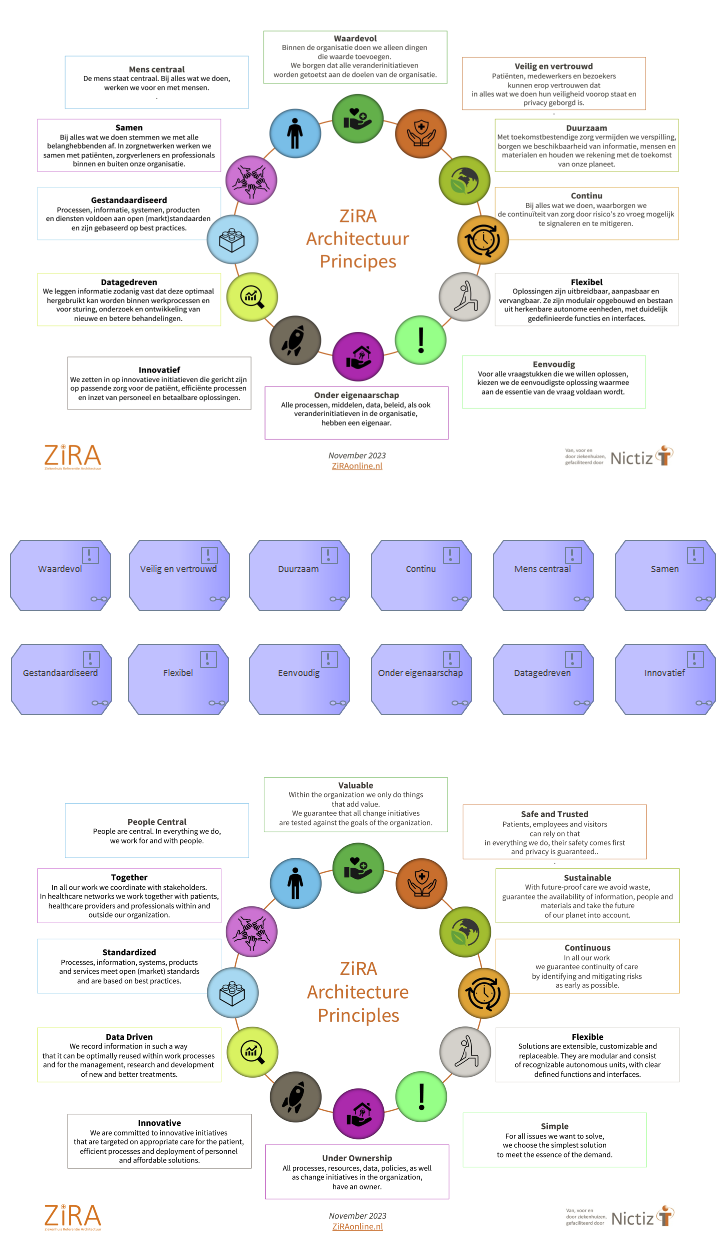 Waardevol
Binnen de organisatie doen we alleen dingen
die waarde toevoegen.
We borgen dat alle veranderinitiatieven
worden getoetst aan de doelen van de organisatie.
Mens centraal
De mens staat centraal. Bij alles wat we doen,
werken we voor en met mensen.
.
Veilig en vertrouwd
Patiënten, medewerkers en bezoekers
kunnen erop vertrouwen dat
in alles wat we doen hun veiligheid voorop staat en
privacy geborgd is.
.
Samen
Bij alles wat we doen stemmen we met alle
belanghebbenden af. In zorgnetwerken werken we
samen met patiënten, zorgverleners en professionals
binnen en buiten onze organisatie.
Duurzaam
Met toekomstbestendige zorg vermijden we verspilling,
borgen we beschikbaarheid van informatie, mensen en
materialen en houden we rekening met de toekomst
van onze planeet.
Gestandaardiseerd
Processen, informatie, systemen, producten
en diensten voldoen aan open (markt)standaarden
en zijn gebaseerd op best practices.
Continu
Bij alles wat we doen, waarborgen we
de continuïteit van zorg door risico's zo vroeg mogelijk
te signaleren en te mitigeren.
ZiRA
Architectuur
Principes
Datagedreven
We leggen informatie zodanig vast dat deze optimaal
hergebruikt kan worden binnen werkprocessen en
voor sturing, onderzoek en ontwikkeling van
nieuwe en betere behandelingen.
Flexibel
Oplossingen zijn uitbreidbaar, aanpasbaar en
vervangbaar. Ze zijn modulair opgebouwd en bestaan
uit herkenbare autonome eenheden, met duidelijk
gedefinieerde functies en interfaces.
!
Innovatief
We zetten in op innovatieve initiatieven die gericht zijn
op passende zorg voor de patiënt, efficiënte processen
en inzet van personeel en betaalbare oplossingen.
Eenvoudig
Voor alle vraagstukken die we willen oplossen,
kiezen we de eenvoudigste oplossing waarmee
aan de essentie van de vraag voldaan wordt.
Onder eigenaarschap
Alle processen, middelen, data, beleid, als ook
veranderinitiatieven in de organisatie,
hebben een eigenaar.
ZiRA
November 2023
ZiRAonline.nl
Van, voor en
door ziekenhuizen,
gefaciliteerd door
Nictiz
Waardevol
Veilig en vertrouwd
Duurzaam
Continu
Mens centraal
Samen
Gestandaardiseerd
Flexibel
Eenvoudig
Onder eigenaarschap
Datagedreven
Innovatief
Valuable
Within the organization we only do things
that add value.
We guarantee that all change initiatives
are tested against the goals of the organization.
People Central
People are central. In everything we do,
we work for and with people.
Safe and Trusted
Patients, employees and visitors
can rely on that
in everything we do, their safety comes first
and privacy is guaranteed..
.
Together
In all our work we coordinate with stakeholders.
In healthcare networks we work together with patients,
healthcare providers and professionals within and
outside our organization.
Sustainable
With future-proof care we avoid waste,
guarantee the availability of information, people and
materials and take the future
of our planet into account.
Standardized
Processes, information, systems, products
and services meet open (market) standards
and are based on best practices.
Continuous
In all our work
we guarantee continuity of care
by identifying and mitigating risks
as early as possible.
ZiRA
Architecture
Principles
Data Driven
We record information in such a way
that it can be optimally reused within work processes
and for the management, research and development
of new and better treatments.
Flexible
Solutions are extensible, customizable and
replaceable. They are modular and consist
of recognizable autonomous units, with clear
defined functions and interfaces.
!
Innovative
We are committed to innovative initiatives
that are targeted on appropriate care for the patient,
efficient processes and deployment of personnel
and affordable solutions.
Simple
For all issues we want to solve,
we choose the simplest solution
to meet the essence of the demand.
Under Ownership
All processes, resources, data, policies, as well
as change initiatives in the organization,
have an owner.
ZiRA
November 2023
ZiRAonline.nl
Van, voor en
door ziekenhuizen,
gefaciliteerd door
Nictiz